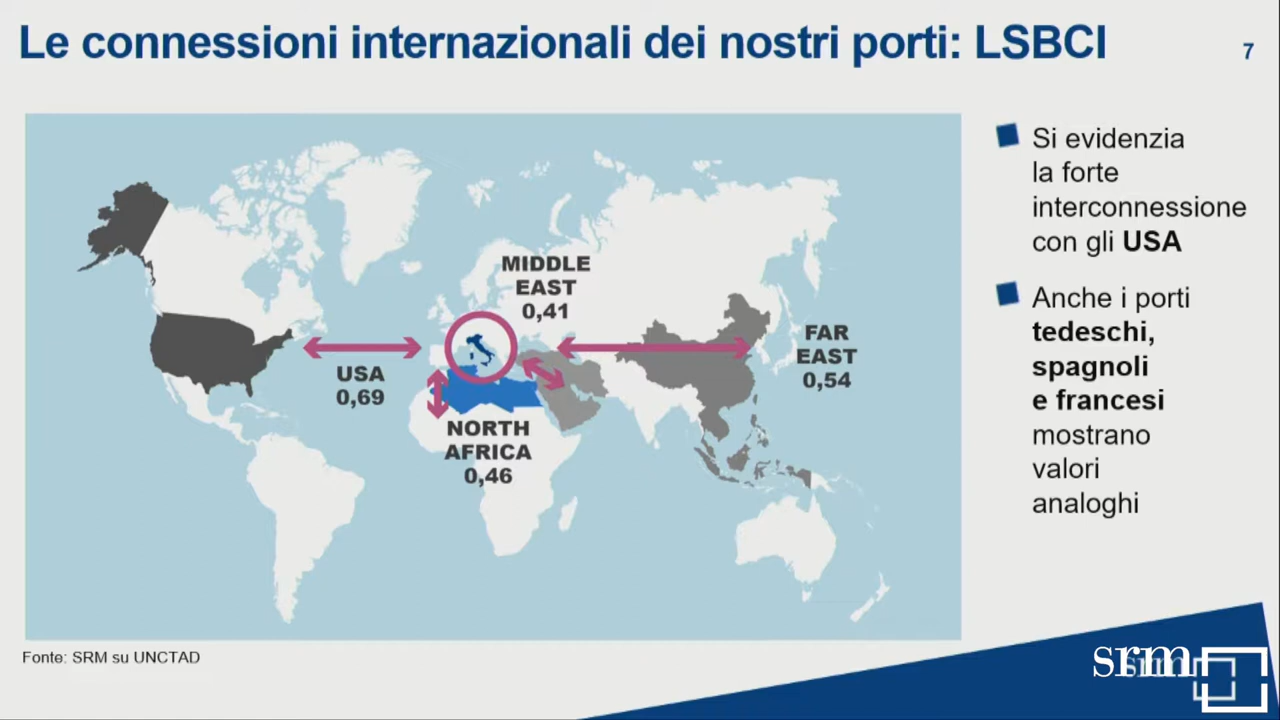 Le connessioni internazionali dei nostri porti: LSBCI
7
MIDDLE
EAST
0,41
FAR
EAST
0,54
USA
0,69
NORTH
AFRICA
0,46
Si evidenzia
la forte
interconnessione
con gli USA
Anche i porti
tedeschi,
spagnoli
e francesi
mostrano
valori
analoghi
Fonte: SRM su UNCTAD
srm
srm